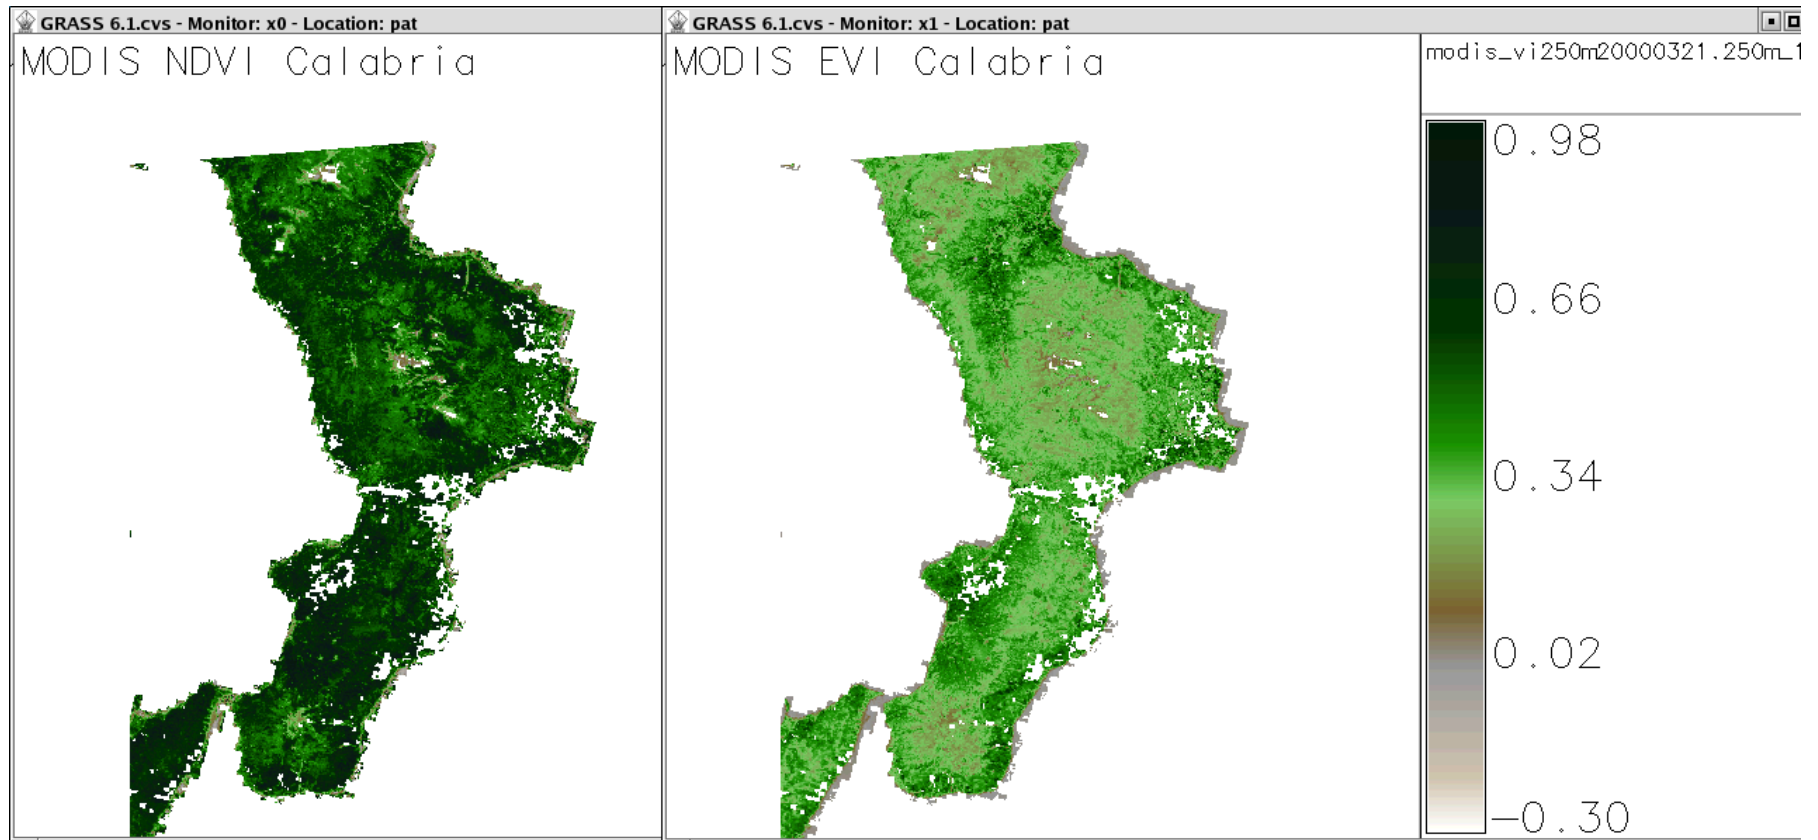 GRASS 6.1.cvs - Monitor: x0 - Location: pat
MODIS NDVI Calabria
GRASS 6.1.cvs - Monitor: x1 - Location: pat
MODIS EVI Calabria
modis_vi250m20000321.250m_1
0.98
0.66
0.34
0.02
-0.30